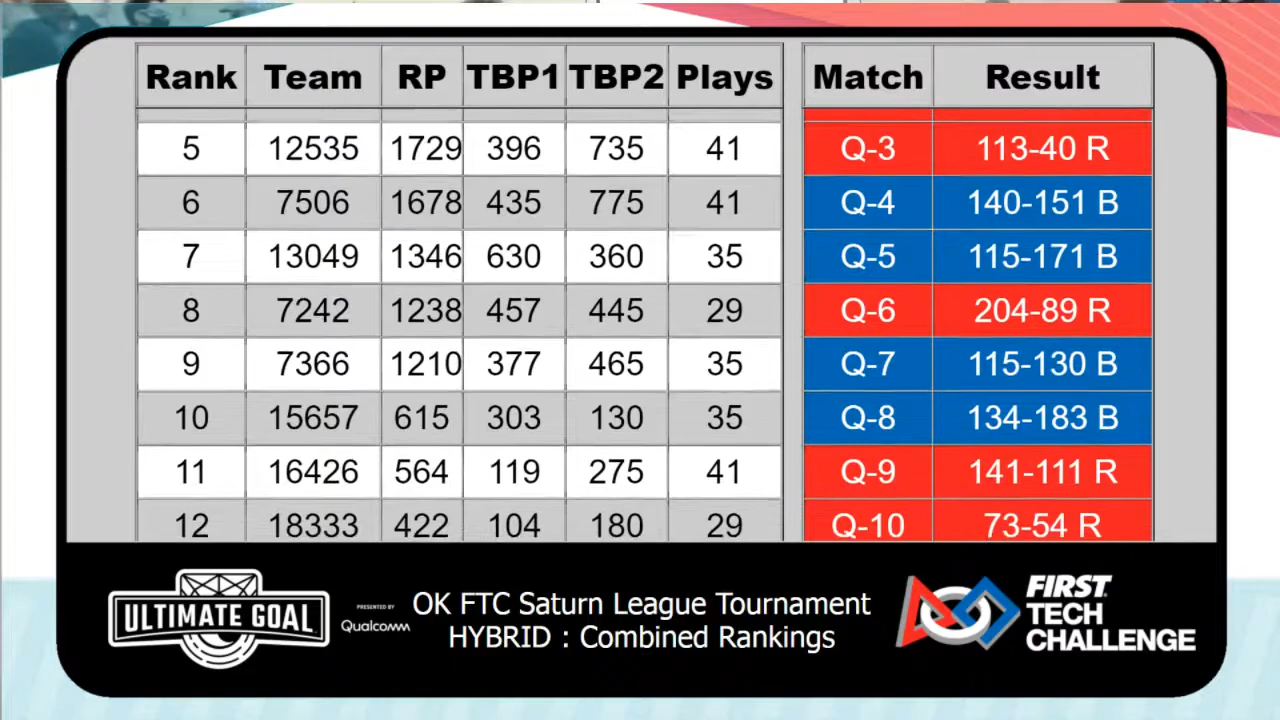 Rank Team RP TBP1 TBP2 Plays Match Result
5 12535 1729 396 735 41 Q-3 113-40 R
6 7506 1678 435 775 41 Q-4 140-151 B
7 13049 1346 630 360 35 Q-5 115-171 B
8 7242 1238 457 445 29 Q-6 204-89 R
9 7366 1210 377 465 35 Q-7 115-130 B
10 15657 615 303 130 35 Q-8 134-183 B
11 16426 564 119 275 41 Q-9 141-111 R
12 18333 422 104 180 29 Q-10 73-54 R
ULTIMATE GOAL
PRESENTED BY
Qualcomm
OK FTC Saturn League Tournament
HYBRID : Combined Rankings
FIRST
TECH
CHALLENGE